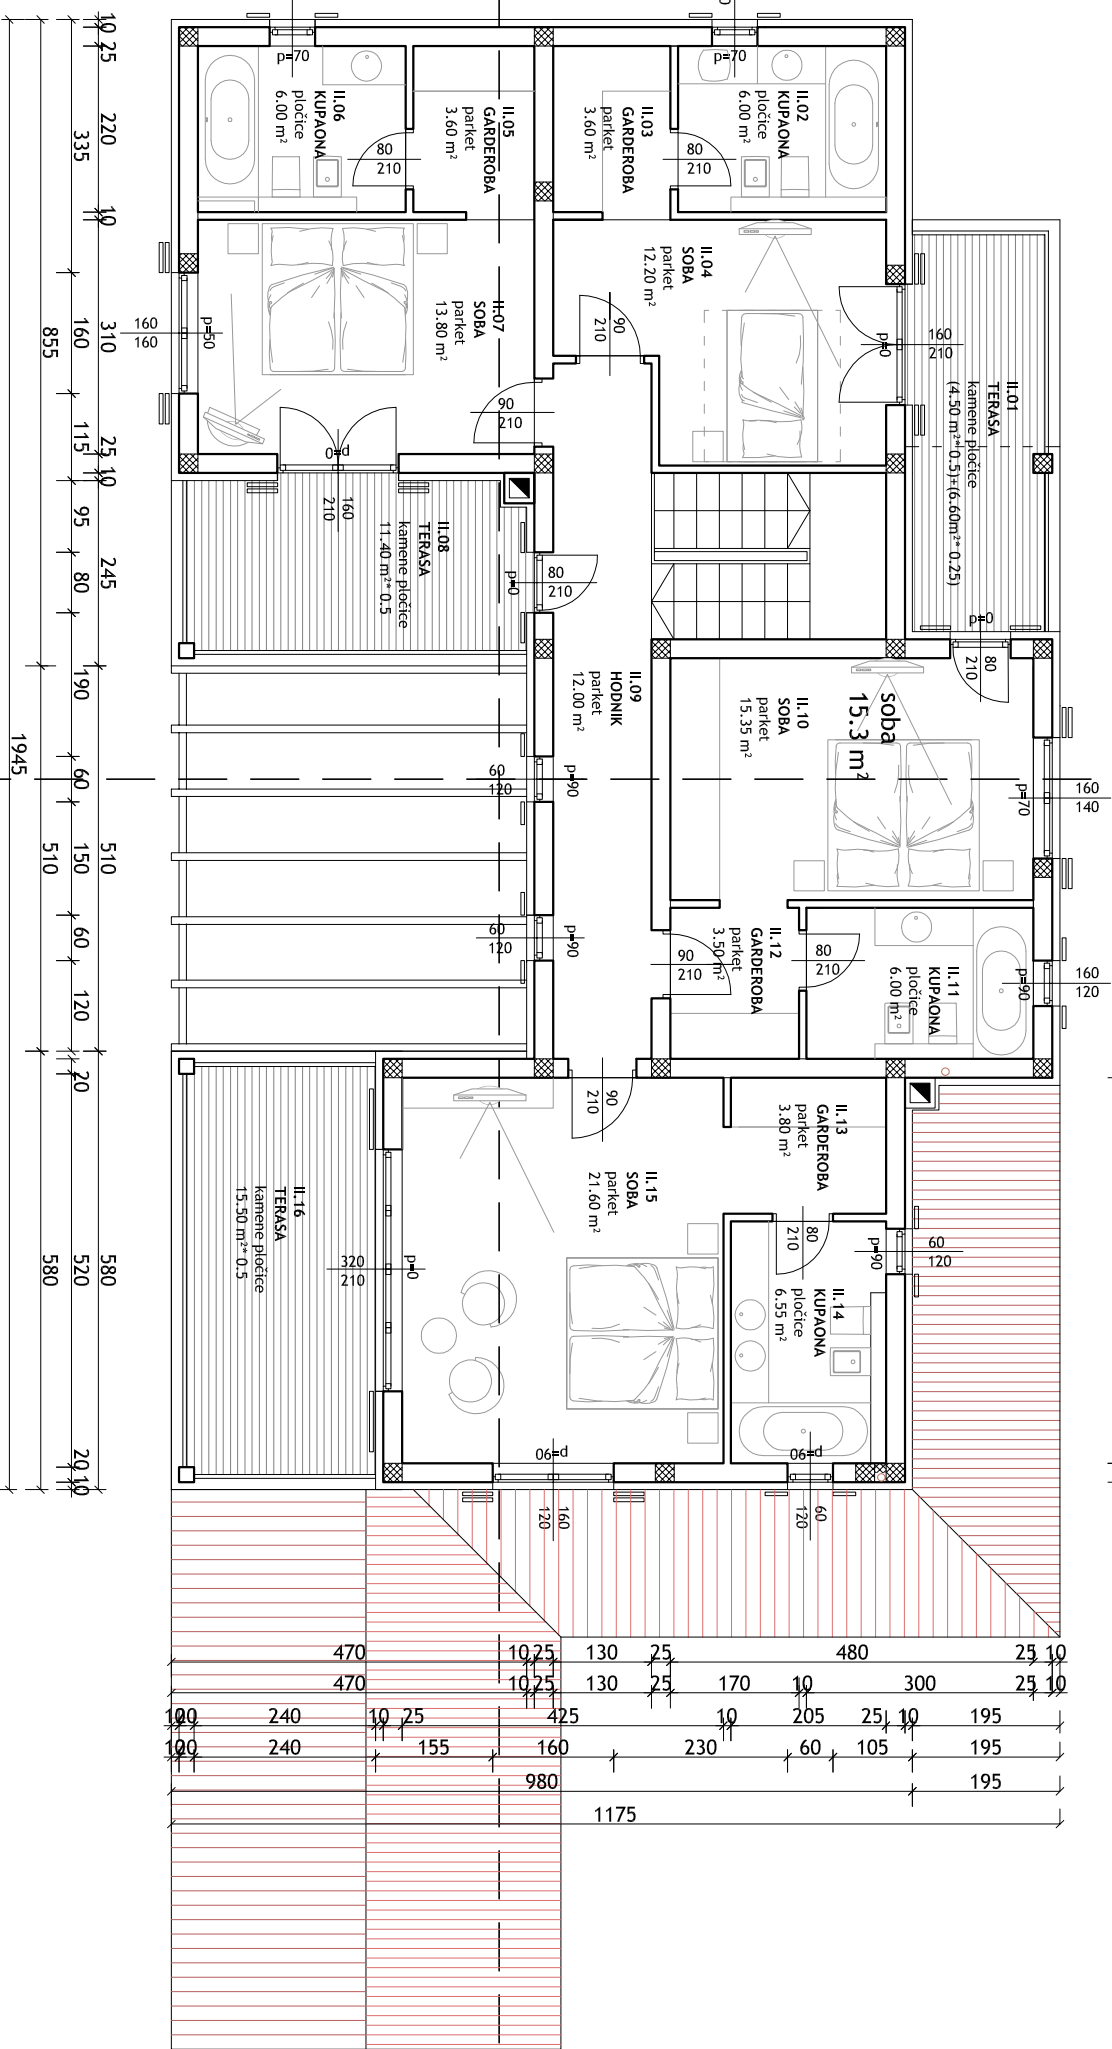 II.01
TERASA
kamene pločice
(4.50 m²* 0.5)+(6.60m²* 0.25)
II.02
KUPAONA
pločice
6.00 m²
II.03
GARDEROBA
parket
3.60 m²
II.04
SOBA
parket
12.20 m²
II.05
GARDEROBA
parket
3.60 m²
II.06
KUPAONA
pločice
6.00 m²
II.07
SOBA
parket
13.80 m²
II.08
TERASA
kamene pločice
11.40 m²* 0.5
II.09
HODNIK
parket
12.00 m²
II.10
SOBA
parket
15.35 m²
soba
15.3 m²
II.11
KUPAONA
pločice
6.00 m²
II.12
GARDEROBA
parket
3.50 m²
II.13
GARDEROBA
parket
3.80 m²
II.14
KUPAONA
pločice
6.55 m²
II.15
SOBA
parket
21.60 m²
II.16
TERASA
kamene pločice
15.50 m²* 0.5
p=70
p=70
80
210
80
210
90
210
90
210
160
160
p=50
160
210
p=0
160
210
p=0
80
210
p=0
80
210
p=0
60
120
p=90
60
120
p=90
160
140
p=70
160
120
p=90
90
210
80
210
90
210
80
210
60
120
p=90
320
210
p=0
160
120
p=90
60
120
p=90
10 25 220 10 310 25 10 245 510 580
335 160 115 95 80 190 60 150 60 120 20 520 20 10
855 510 580
1945
470 10 25 130 25 480 25 10
470 10 25 130 25 170 10 300 25 10
240 10 25 425 205 25 10 195
240 155 160 230 60 105 195
980 195
1175